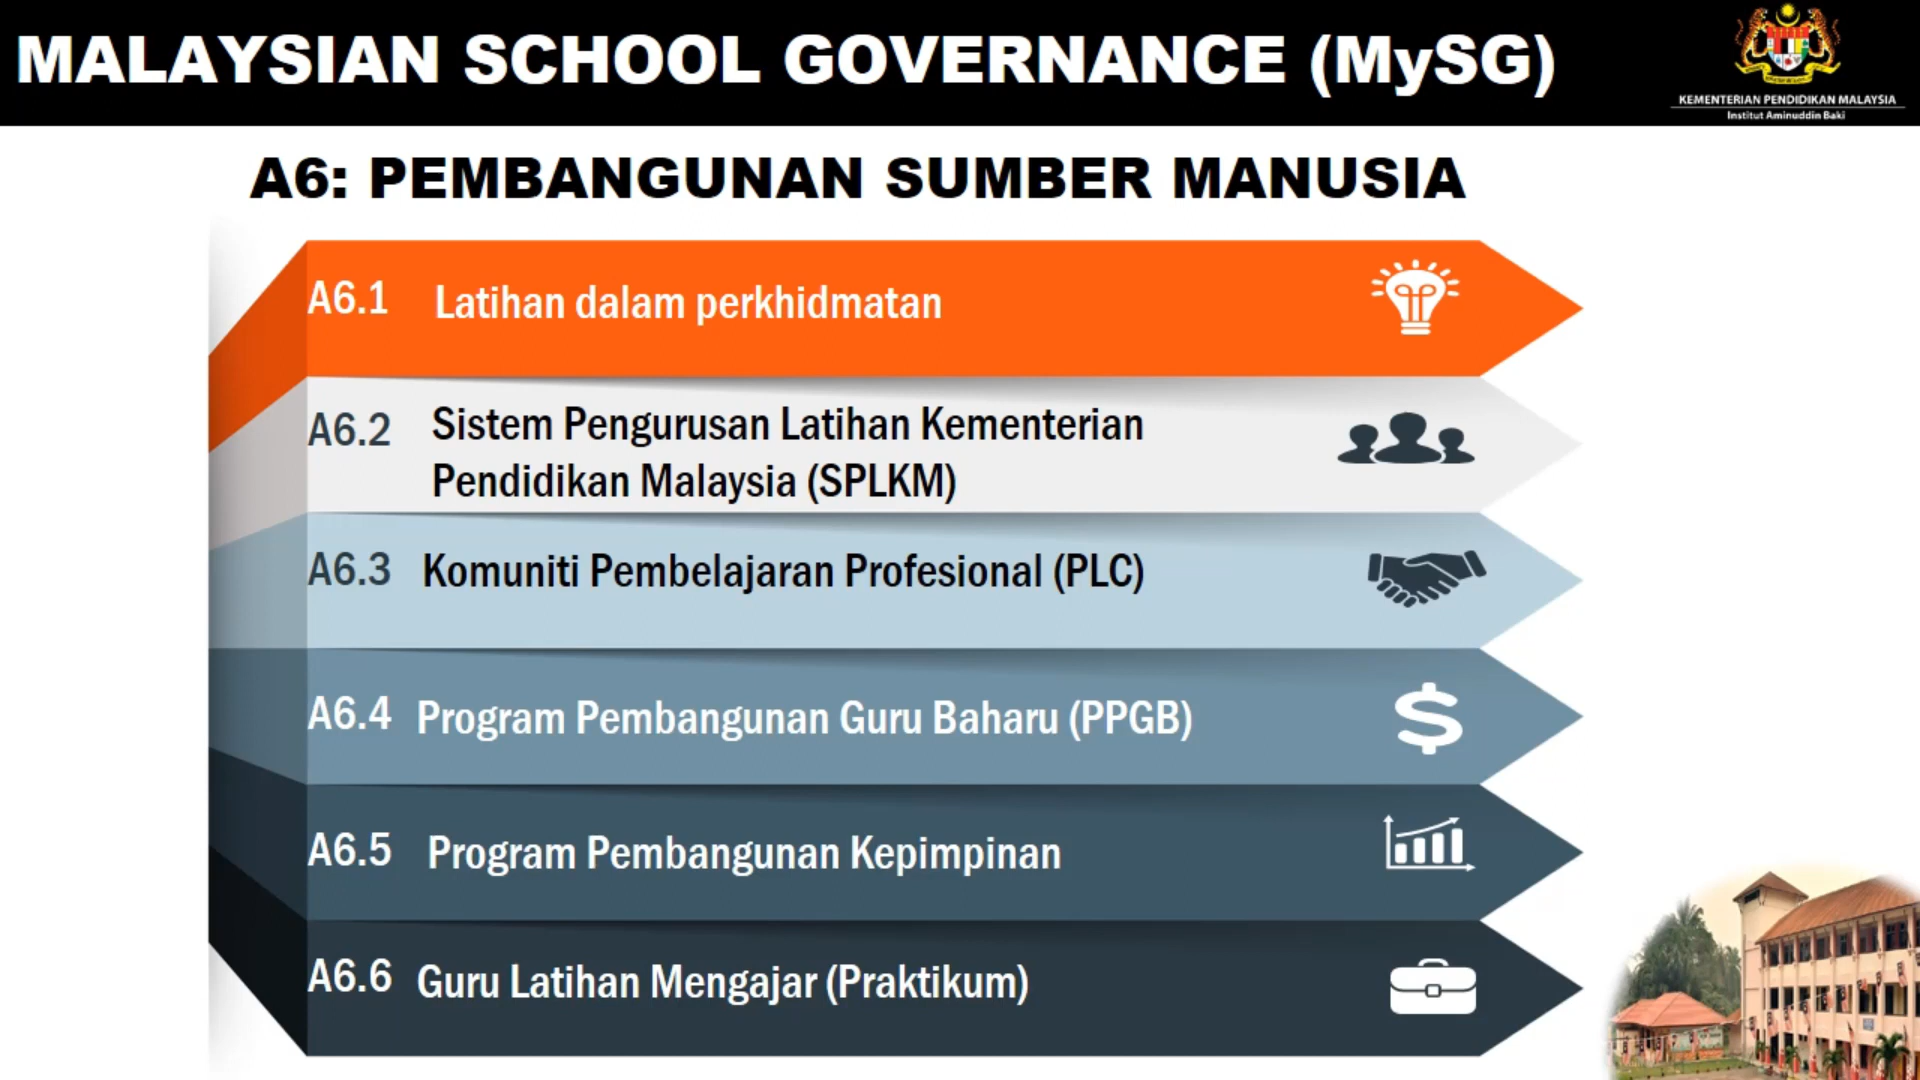 MALAYSIAN SCHOOL GOVERNANCE (MySG)
KEMENTERIAN PENDIDIKAN MALAYSIA
Institut Aminuddin Baki
A6: PEMBANGUNAN SUMBER MANUSIA
A6.1 Latihan dalam perkhidmatan
A6.2 Sistem Pengurusan Latihan Kementerian
Pendidikan Malaysia (SPLKM)
A6.3 Komuniti Pembelajaran Profesional (PLC)
A6.4 Program Pembangunan Guru Baharu (PPGB)
A6.5 Program Pembangunan Kepimpinan
A6.6 Guru Latihan Mengajar (Praktikum)